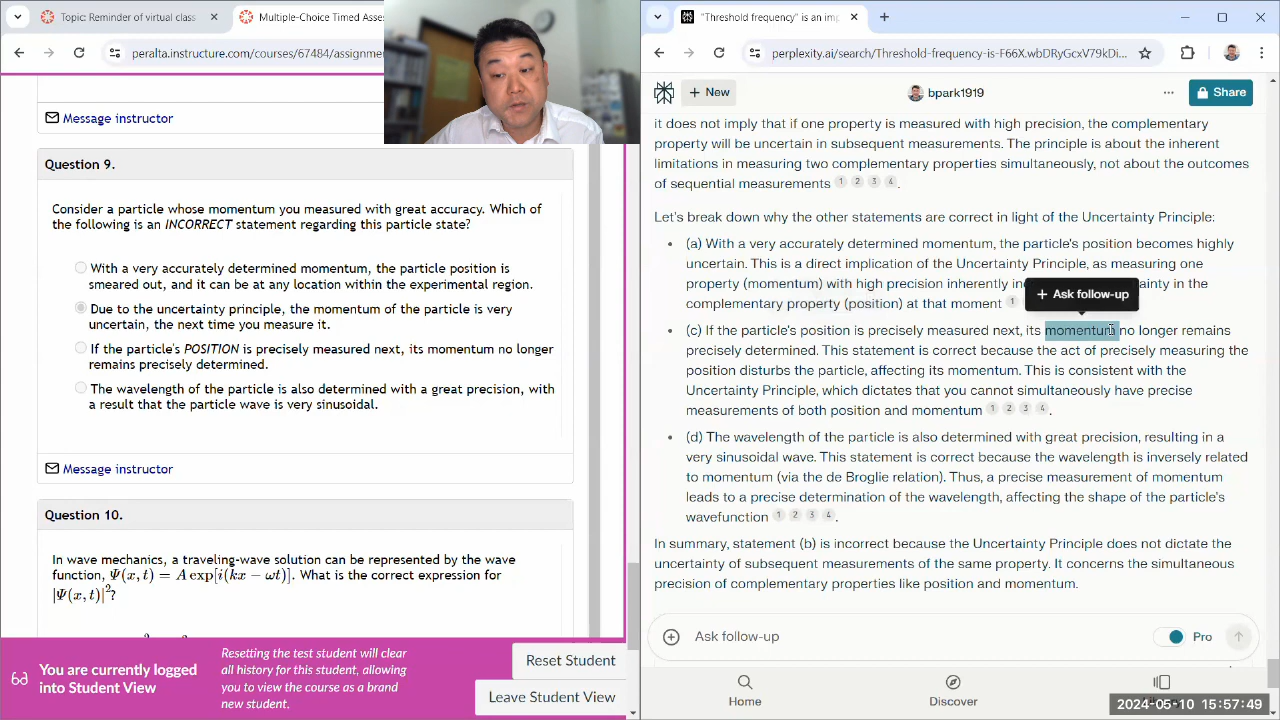 Topic: Reminder of virtual class
Multiple-Choice Timed Asses
peralta.instructure.com/courses/67484/assignme
Message instructor
Question 9.
Consider a particle whose momentum you measured with great accuracy. Which of
the following is an INCORRECT statement regarding this particle state?
With a very accurately determined momentum, the particle position is
smeared out, and it can be at any location within the experimental region.
Due to the uncertainty principle, the momentum of the particle is very
uncertain, the next time you measure it.
If the particle's POSITION is precisely measured next, its momentum no longer
remains precisely determined.
The wavelength of the particle is also determined with a great precision, with
a result that the particle wave is very sinusoidal.
Message instructor
Question 10.
In wave mechanics, a traveling-wave solution can be represented by the wave
function, Ψ(x, t) = A exp[i(kx − ωt)]. What is the correct expression for
|Ψ(x, t)|²?
You are currently logged
into Student View
Resetting the test student will clear
all history for this student, allowing
you to view the course as a brand
new student.
Reset Student
Leave Student View
"Threshold frequency" is an imp
perplexity.ai/search/Threshold-frequency-is-F66X.wbDRyGcxV79kDi...
New
bpark1919
Share
it does not imply that if one property is measured with high precision, the complementary
property will be uncertain in subsequent measurements. The principle is about the inherent
limitations in measuring two complementary properties simultaneously, not about the outcomes
of sequential measurements 1 2 3 4 .
Let's break down why the other statements are correct in light of the Uncertainty Principle:
(a) With a very accurately determined momentum, the particle's position becomes highly
uncertain. This is a direct implication of the Uncertainty Principle, as measuring one
property (momentum) with high precision inherently in ainty in the
complementary property (position) at that moment 1
+ Ask follow-up
(c) If the particle's position is precisely measured next, its momentum no longer remains
precisely determined. This statement is correct because the act of precisely measuring the
position disturbs the particle, affecting its momentum. This is consistent with the
Uncertainty Principle, which dictates that you cannot simultaneously have precise
measurements of both position and momentum 1 2 3 4 .
(d) The wavelength of the particle is also determined with great precision, resulting in a
very sinusoidal wave. This statement is correct because the wavelength is inversely related
to momentum (via the de Broglie relation). Thus, a precise measurement of momentum
leads to a precise determination of the wavelength, affecting the shape of the particle's
wavefunction 1 2 3 4 .
In summary, statement (b) is incorrect because the Uncertainty Principle does not dictate the
uncertainty of subsequent measurements of the same property. It concerns the simultaneous
precision of complementary properties like position and momentum.
Ask follow-up
Pro
Home
Discover
2024-05-10 15:57:49